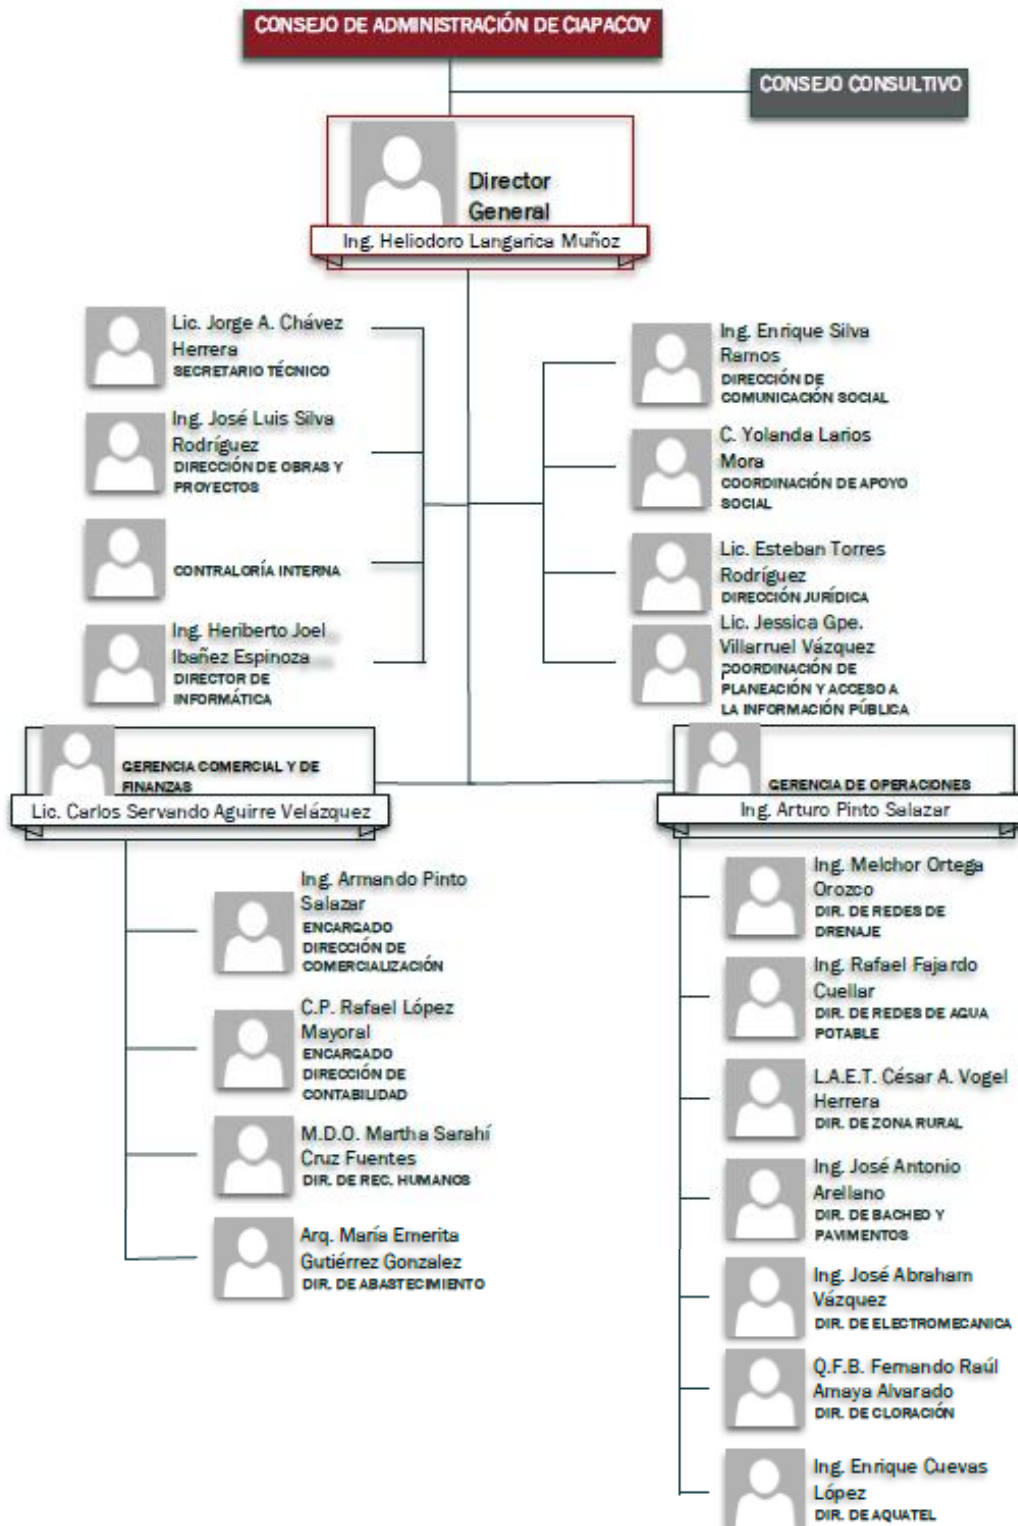 CONSEJO DE ADMINISTRACIÓN DE CIAPACOV
CONSEJO CONSULTIVO
Director
General
Ing. Heliodoro Langarica Muñoz
Lic. Jorge A. Chávez
Herrera
SECRETARIO TÉCNICO
Ing. José Luis Silva
Rodríguez
DIRECCIÓN DE OBRAS Y
PROYECTOS
CONTRALORÍA INTERNA
Ing. Heriberto Joel
Ibañez Espinoza
DIRECTOR DE
INFORMÁTICA
Ing. Enrique Silva
Ramos
DIRECCIÓN DE
COMUNICACIÓN SOCIAL
C. Yolanda Larios
Mora
COORDINACIÓN DE APOYO
SOCIAL
Lic. Esteban Torres
Rodríguez
DIRECCIÓN JURÍDICA
Lic. Jessica Gpe.
Villarruel Vázquez
COORDINACIÓN DE
PLANEACIÓN Y ACCESO A
LA INFORMACIÓN PÚBLICA
GERENCIA COMERCIAL Y DE
FINANZAS
Lic. Carlos Servando Aguirre Velázquez
GERENCIA DE OPERACIONES
Ing. Arturo Pinto Salazar
Ing. Armando Pinto
Salazar
ENCARGADO
DIRECCIÓN DE
COMERCIALIZACIÓN
C.P. Rafael López
Mayoral
ENCARGADO
DIRECCIÓN DE
CONTABILIDAD
M.D.O. Martha Sarahí
Cruz Fuentes
DIR. DE REC. HUMANOS
Arq. María Emerita
Gutiérrez Gonzalez
DIR. DE ABASTECIMIENTO
Ing. Melchor Ortega
Orozco
DIR. DE REDES DE
DRENAJE
Ing. Rafael Fajardo
Cuellar
DIR. DE REDES DE AGUA
POTABLE
L.A.E.T. César A. Vogel
Herrera
DIR. DE ZONA RURAL
Ing. José Antonio
Arellano
DIR. DE BACHEO Y
PAVIMENTOS
Ing. José Abraham
Vázquez
DIR. DE ELECTROMECANICA
Q.F.B. Fernando Raúl
Amaya Alvarado
DIR. DE CLORACIÓN
Ing. Enrique Cuevas
López
DIR. DE AQUATEL